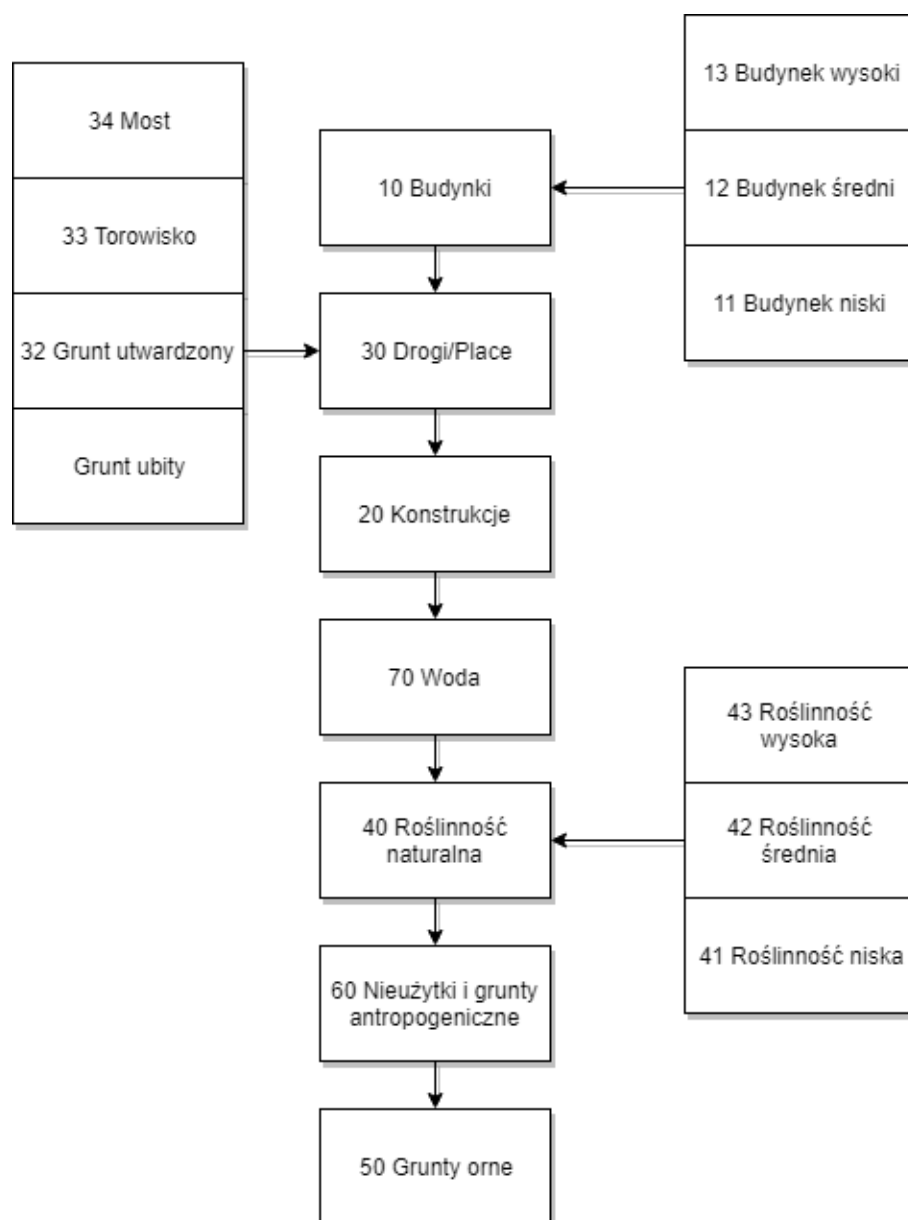 34 Most
33 Torowisko
32 Grunt utwardzony
Grunt ubity
10 Budynki
30 Drogi/Place
20 Konstrukcje
70 Woda
40 Roślinność
naturalna
60 Nieużytki i grunty
antropogeniczne
50 Grunty orne
13 Budynek wysoki
12 Budynek średni
11 Budynek niski
43 Roślinność
wysoka
42 Roślinność
średnia
41 Roślinność niska